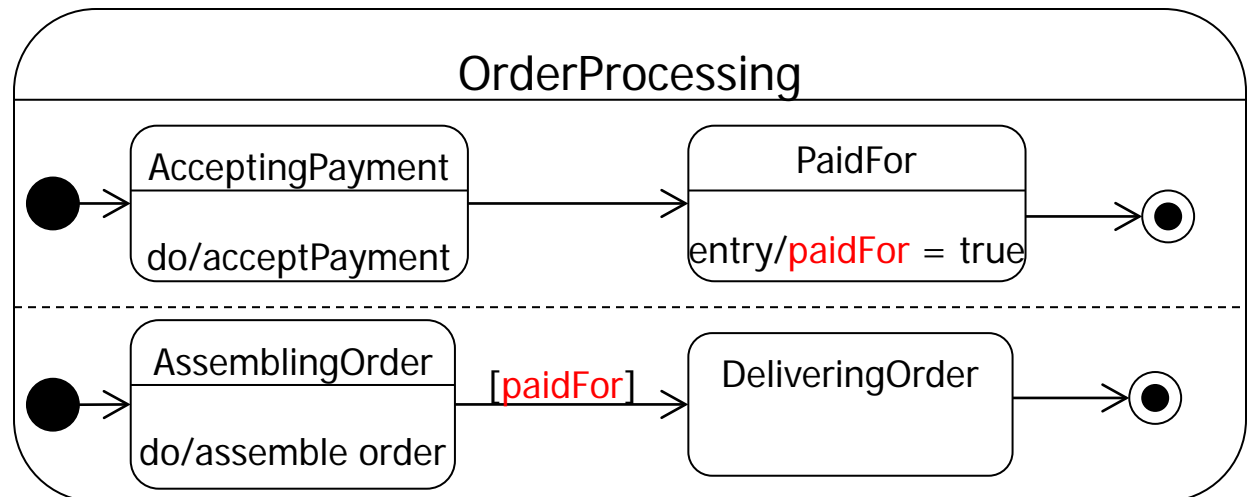 OrderProcessing
AcceptingPayment
do/acceptPayment
PaidFor
entry/paidFor = true
AssemblingOrder
do/assemble order
[paidFor]
DeliveringOrder